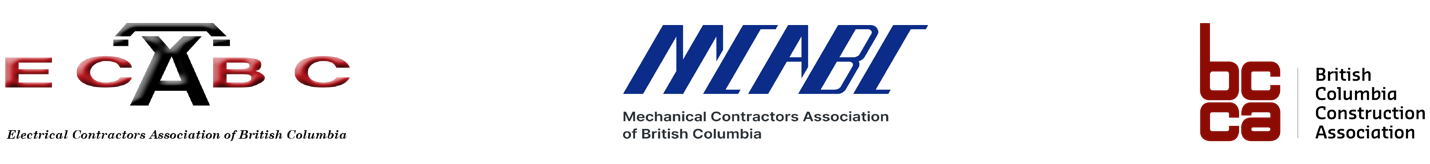 ECABC
Electrical Contractors Association of British Columbia
MCABC
Mechanical Contractors Association
of British Columbia
bc
ca
British
Columbia
Construction
Association